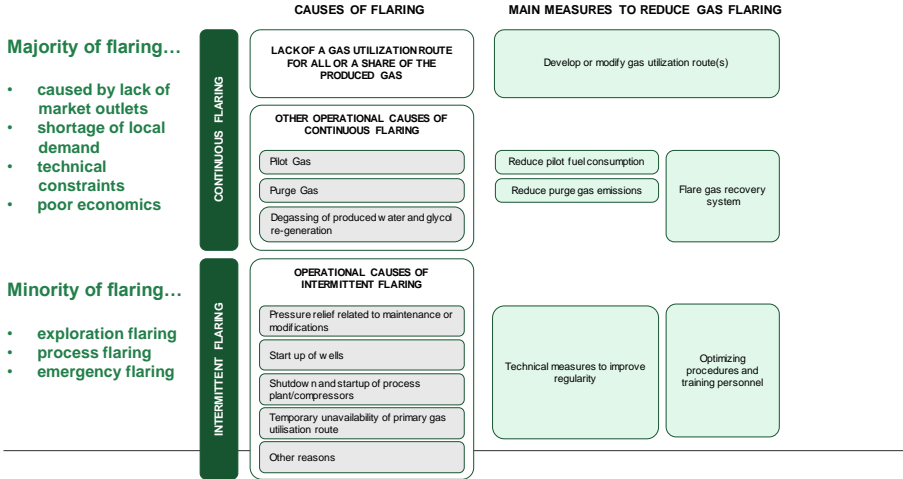 CAUSES OF FLARING
MAIN MEASURES TO REDUCE GAS FLARING
Majority of flaring…
• caused by lack of
market outlets
• shortage of local
demand
• technical
constraints
• poor economics
CONTINUOUS FLARING
LACK OF A GAS UTILIZATION ROUTE
FOR ALL OR A SHARE OF THE
PRODUCED GAS
Develop or modify gas utilization route(s)
OTHER OPERATIONAL CAUSES OF
CONTINUOUS FLARING
Pilot Gas
Purge Gas
Degassing of produced water and glycol
re-generation
Reduce pilot fuel consumption
Reduce purge gas emissions
Flare gas recovery
system
Minority of flaring…
• exploration flaring
• process flaring
• emergency flaring
INTERMITTENT FLARING
OPERATIONAL CAUSES OF
INTERMITTENT FLARING
Pressure relief related to maintenance or
modifications
Start up of wells
Shutdown and startup of process
plant/compressors
Temporary unavailability of primary gas
utilisation route
Other reasons
Technical measures to improve
regularity
Optimizing
procedures and
training personnel